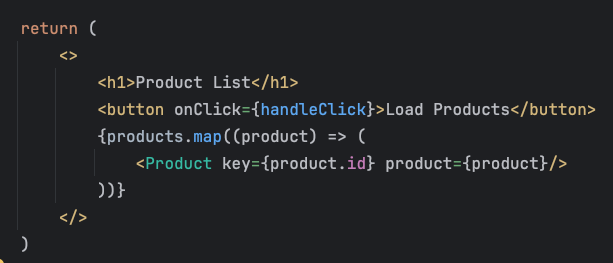 return (
    <>
        <h1>Product List</h1>
        <button onClick={handleClick}>Load Products</button>
        {products.map((product) => (
            <Product key={product.id} product={product}/>
        ))}
    </>
)